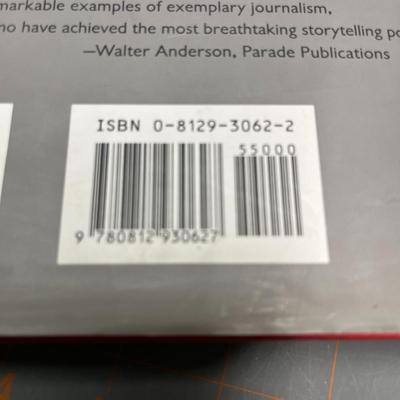 markable examples of exemplary journalism,
ho have achieved the most breathtaking storytelling po
—Walter Anderson, Parade Publications
ISBN 0-8129-3062-2
55000
9 780812 930627